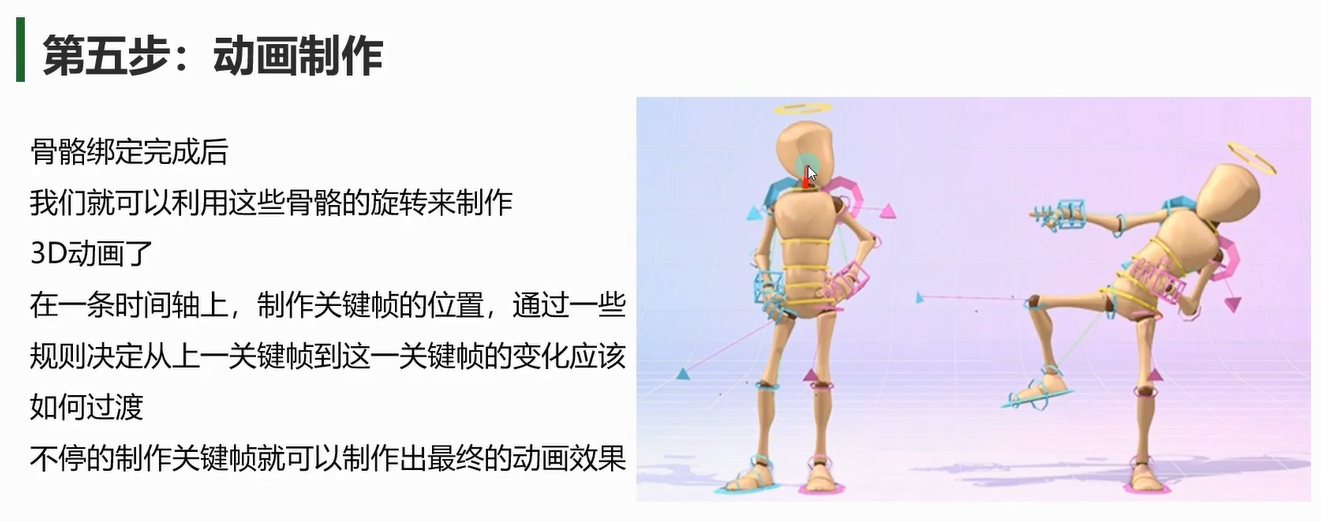 第五步：动画制作
骨骼绑定完成后
我们就可以利用这些骨骼的旋转来制作
3D动画了
在一条时间轴上，制作关键帧的位置，通过一些
规则决定从上一关键帧到这一关键帧的变化应该
如何过渡
不停的制作关键帧就可以制作出最终的动画效果